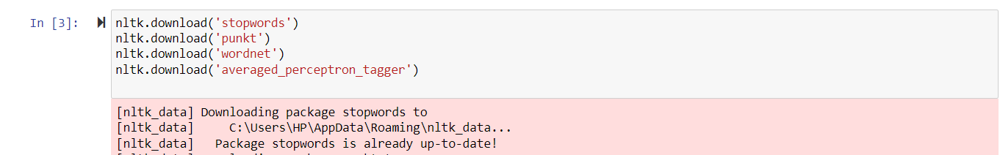 In [3]:
nltk.download('stopwords')
nltk.download('punkt')
nltk.download('wordnet')
nltk.download('averaged_perceptron_tagger')
[nltk_data] Downloading package stopwords to
[nltk_data]     C:\Users\HP\AppData\Roaming\nltk_data...
[nltk_data]   Package stopwords is already up-to-date!